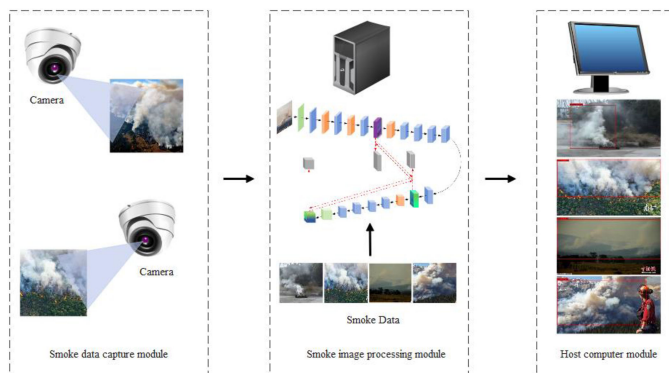 Camera
Camera
Smoke data capture module
Smoke Data
Smoke image processing module
Host computer module